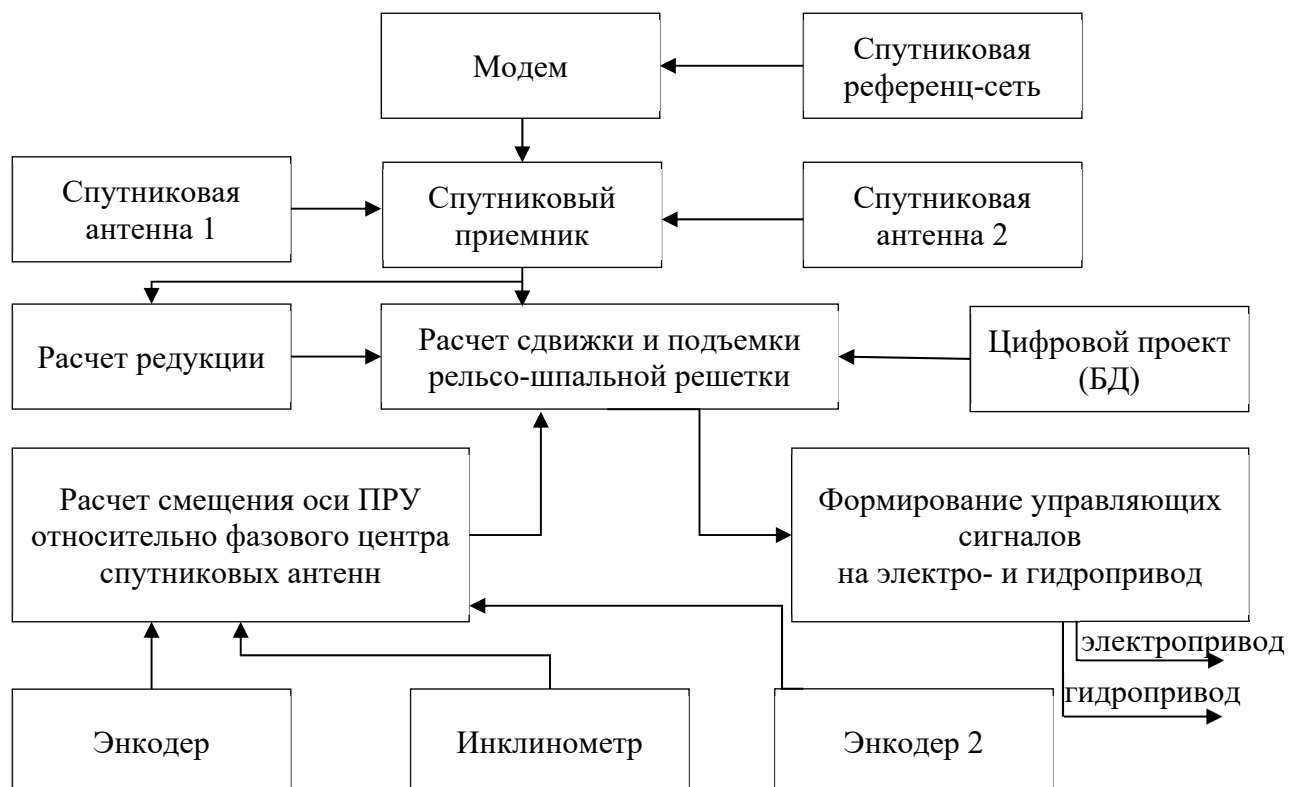 Модем
Спутниковая
референц-сеть
Спутниковая
антенна 1
Спутниковый
приемник
Спутниковая
антенна 2
Расчет редукции
Расчет сдвижки и подъемки
рельсо-шпальной решетки
Цифровой проект
(БД)
Расчет смещения оси ПРУ
относительно фазового центра
спутниковых антенн
Формирование управляющих
сигналов
на электро- и гидропривод
электропривод
гидропривод
Энкодер
Инклинометр
Энкодер 2